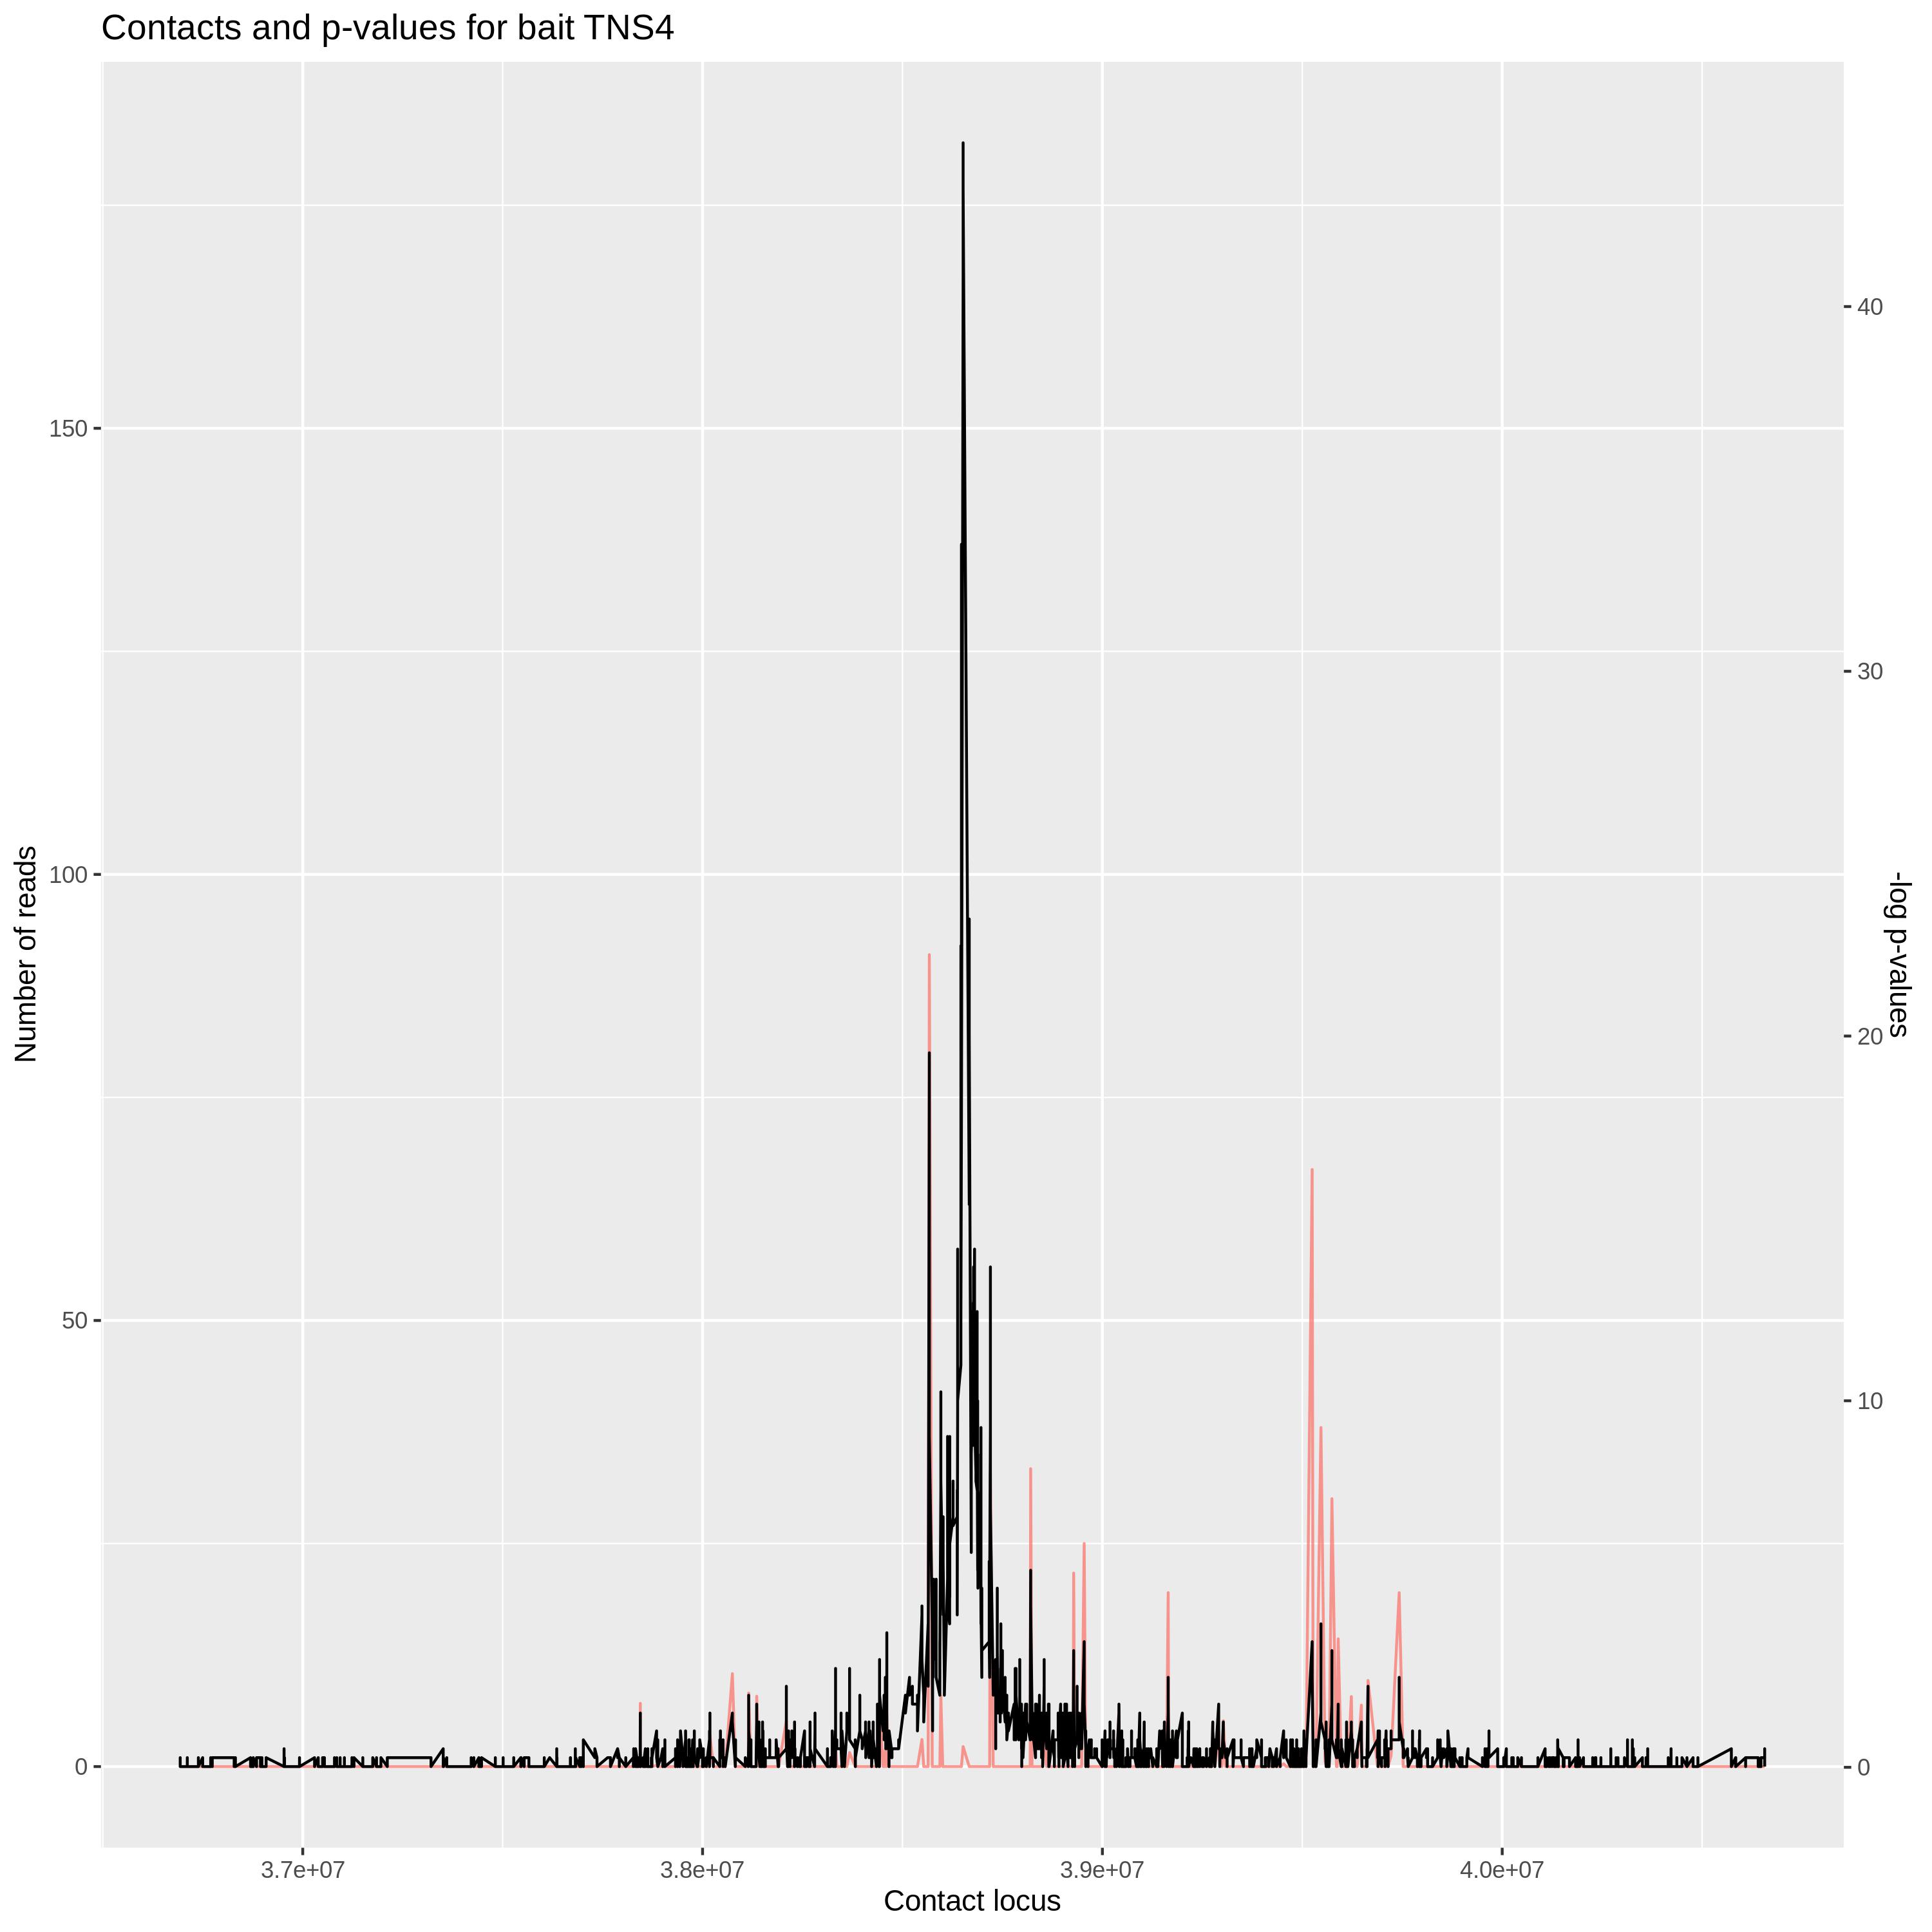 Contacts and p-values for bait TNS4
Number of reads
150
100
50
0
40
30
20
10
0
-log p-values
3.7e+07 3.8e+07 3.9e+07 4.0e+07
Contact locus